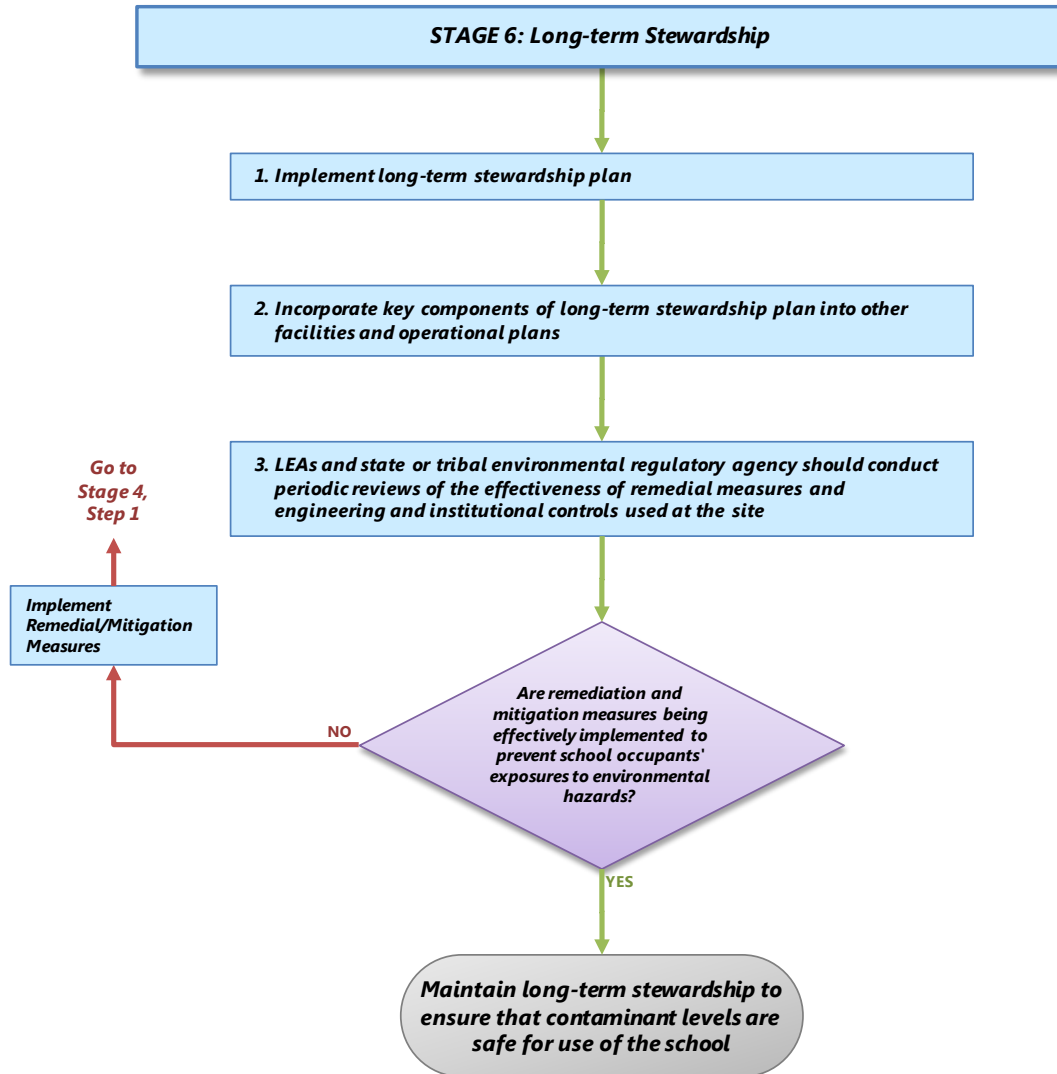 STAGE 6: Long-term Stewardship
1. Implement long-term stewardship plan
2. Incorporate key components of long-term stewardship plan into other
facilities and operational plans
3. LEAs and state or tribal environmental regulatory agency should conduct
periodic reviews of the effectiveness of remedial measures and
engineering and institutional controls used at the site
Go to
Stage 4,
Step 1
Implement
Remedial/Mitigation
Measures
Are remediation and
mitigation measures being
effectively implemented to
prevent school occupants'
exposures to environmental
hazards?
NO
YES
Maintain long-term stewardship to
ensure that contaminant levels are
safe for use of the school